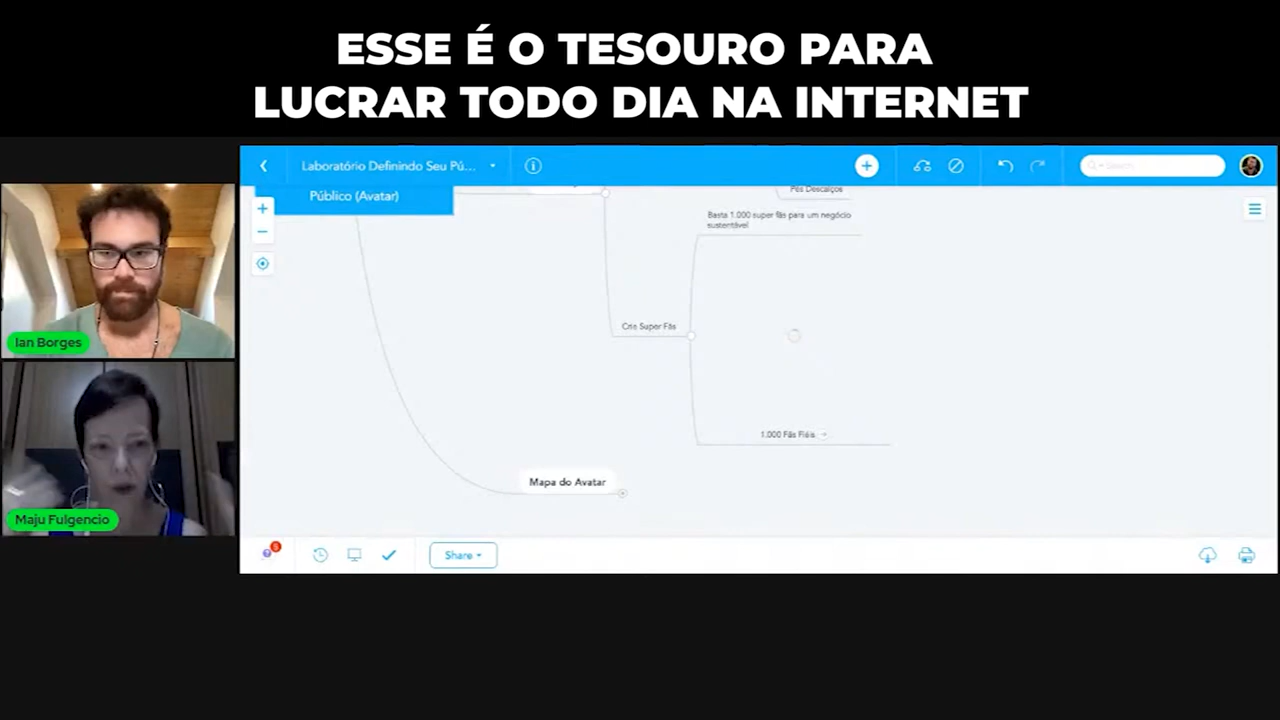 ESSE É O TESOURO PARA
LUCRAR TODO DIA NA INTERNET
Laboratório Definindo Seu Pú...
Search
Público (Avatar)
Pés Descalços
Basta 1.000 super fãs para um negócio
sustentável
Crie Super Fãs
1.000 Fãs Fiéis
Mapa do Avatar
Ian Borges
Maju Fulgencio
Share